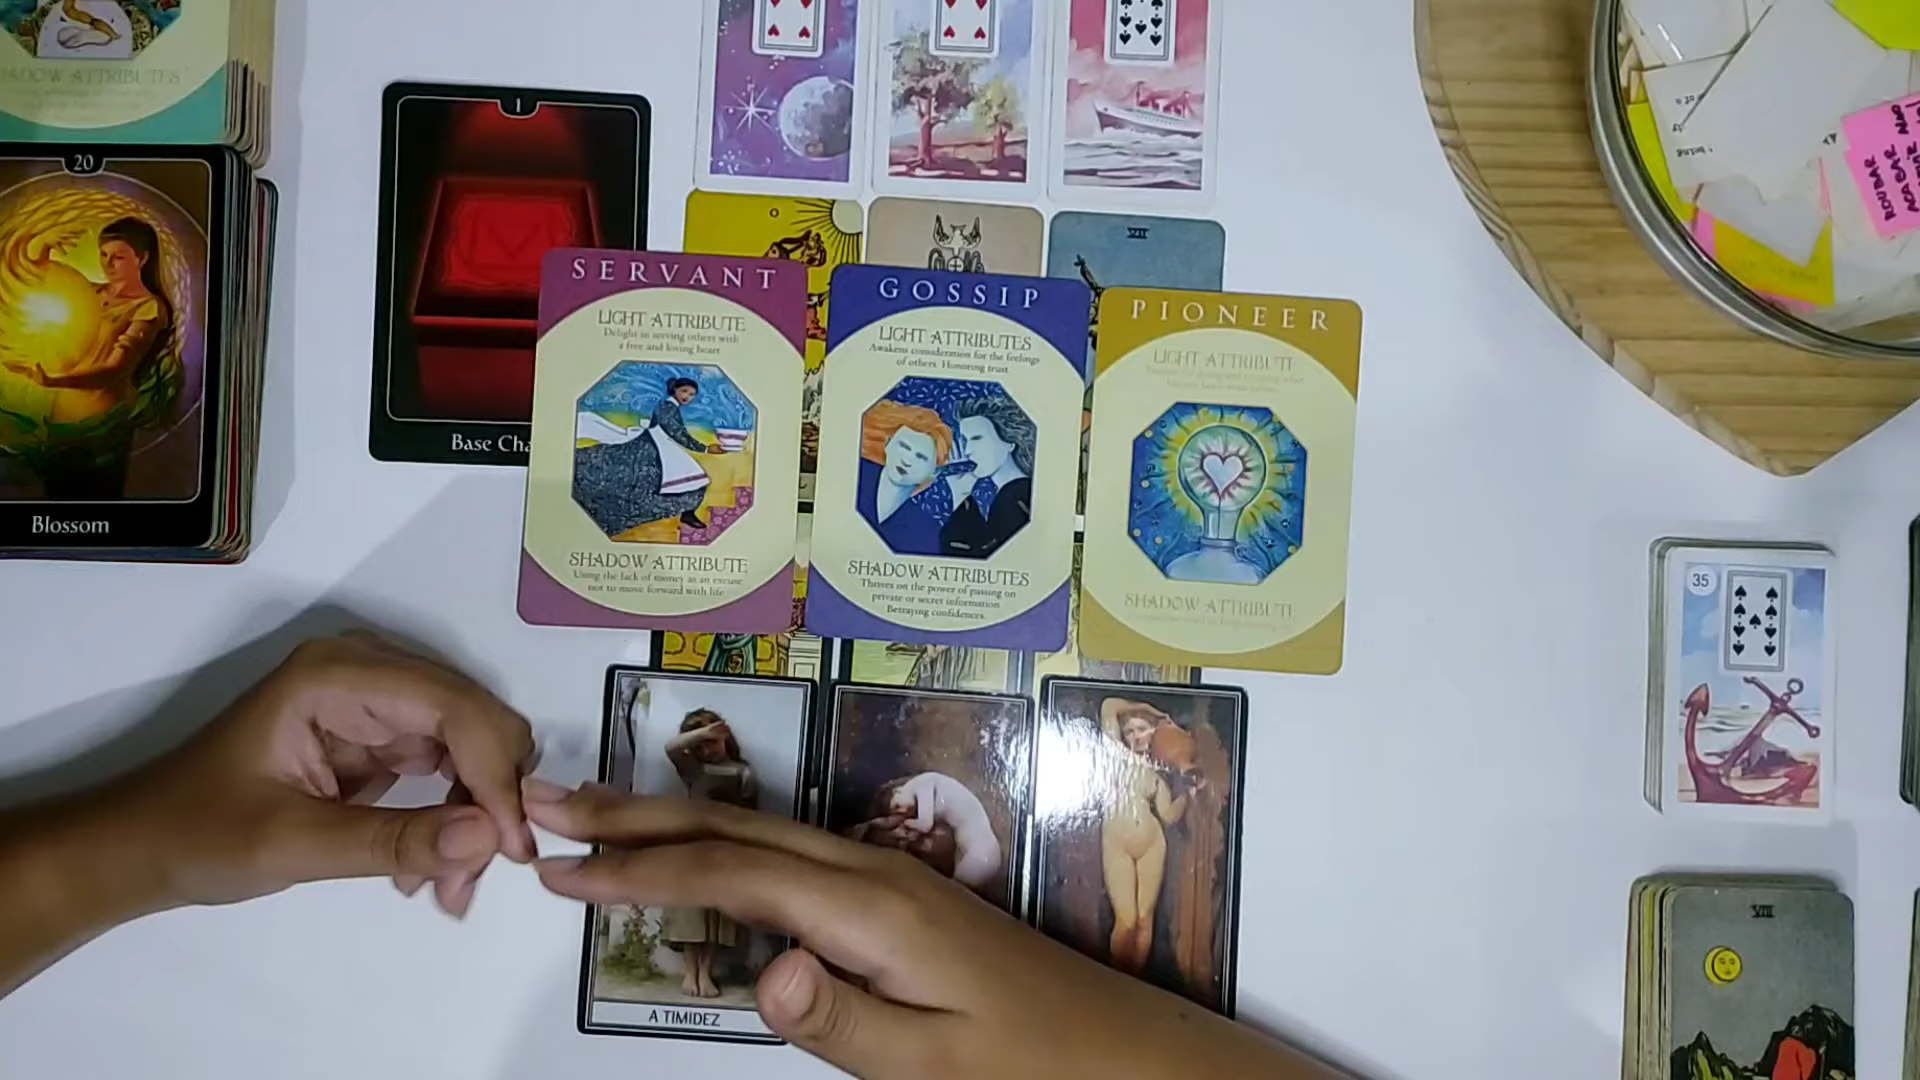 SHADOW ATTRIBUTES
20
Blossom
1
Base Cha
VII
SERVANT
LIGHT ATTRIBUTE
Delight in serving others with
a free and loving heart
SHADOW ATTRIBUTE
Using the lack of money as an excuse
not to move forward with life
GOSSIP
LIGHT ATTRIBUTES
Awakens consideration for the feelings
of others. Honoring trust
SHADOW ATTRIBUTES
Thrives on the power of passing on
private or secret information
Betraying confidences
PIONEER
LIGHT ATTRIBUTE
SHADOW ATTRIBUTE
A TIMIDEZ
35
VIII